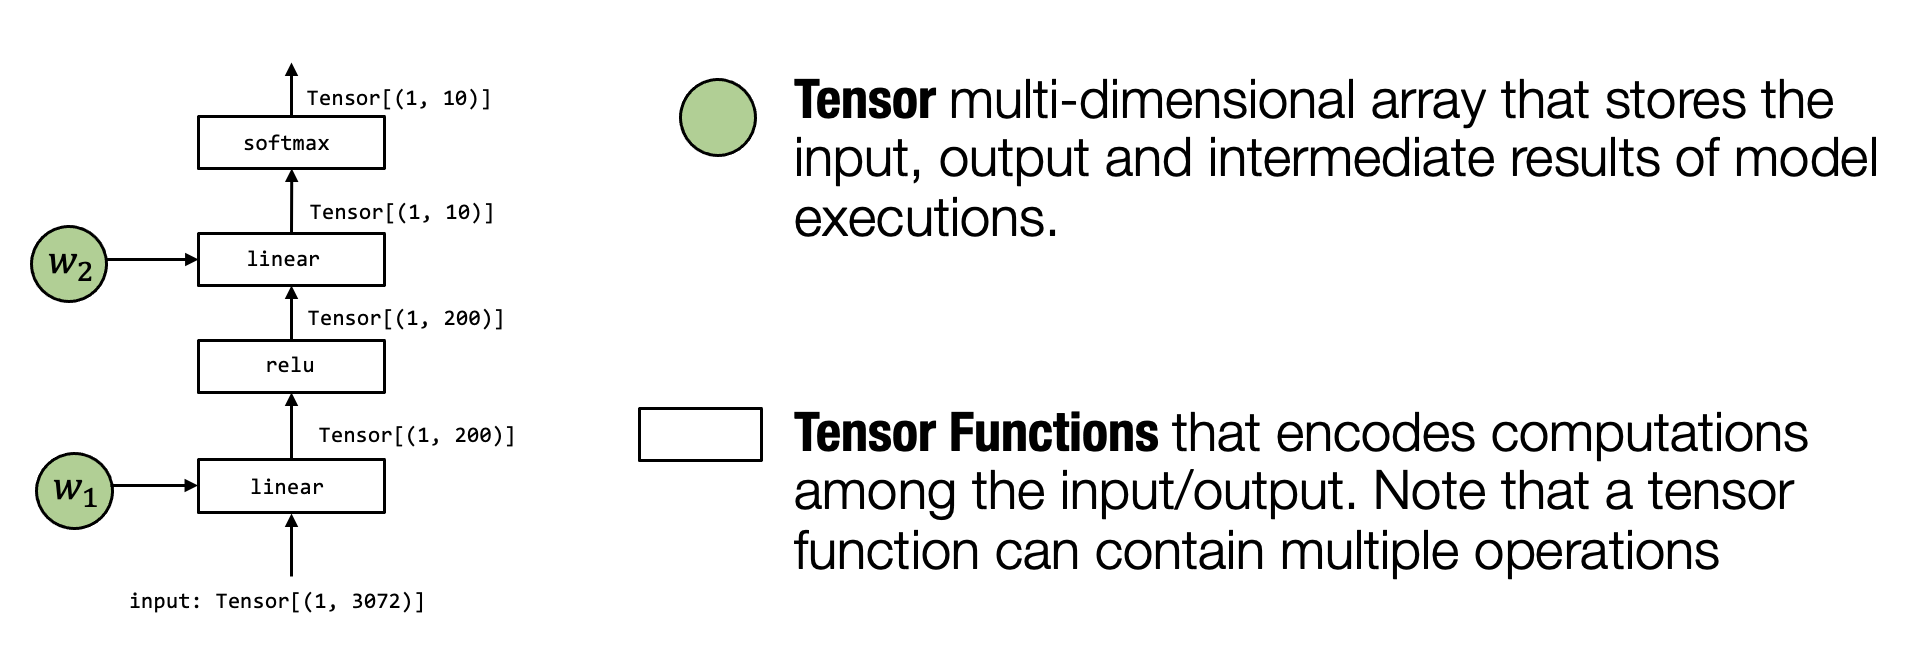 Tensor[(1, 10)]
softmax
Tensor[(1, 10)]
w₂
linear
Tensor[(1, 200)]
relu
Tensor[(1, 200)]
w₁
linear
input: Tensor[(1, 3072)]
Tensor multi-dimensional array that stores the
input, output and intermediate results of model
executions.
Tensor Functions that encodes computations
among the input/output. Note that a tensor
function can contain multiple operations